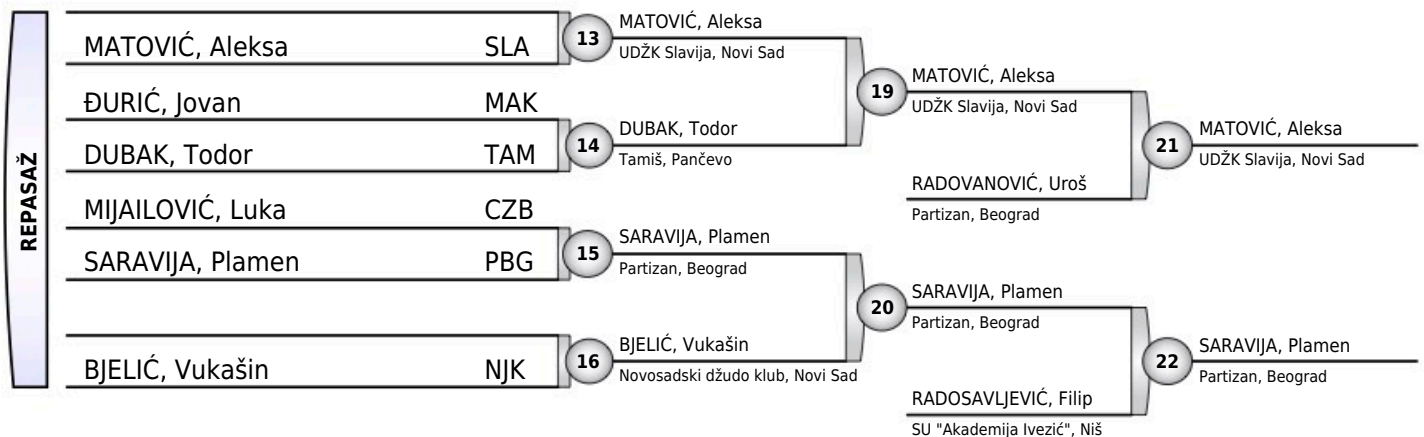 REPASAŽ
MATOVIĆ, Aleksa SLA
ĐURIĆ, Jovan MAK
DUBAK, Todor TAM
MIJAILOVIĆ, Luka CZB
SARAVIJA, Plamen PBG
BJELIĆ, Vukašin NJK
13
MATOVIĆ, Aleksa
UDŽK Slavija, Novi Sad
14
DUBAK, Todor
Tamiš, Pančevo
15
SARAVIJA, Plamen
Partizan, Beograd
16
BJELIĆ, Vukašin
Novosadski džudo klub, Novi Sad
19
MATOVIĆ, Aleksa
UDŽK Slavija, Novi Sad
RADOVANOVIĆ, Uroš
Partizan, Beograd
20
SARAVIJA, Plamen
Partizan, Beograd
RADOSAVLJEVIĆ, Filip
SU "Akademija Ivezić", Niš
21
MATOVIĆ, Aleksa
UDŽK Slavija, Novi Sad
22
SARAVIJA, Plamen
Partizan, Beograd